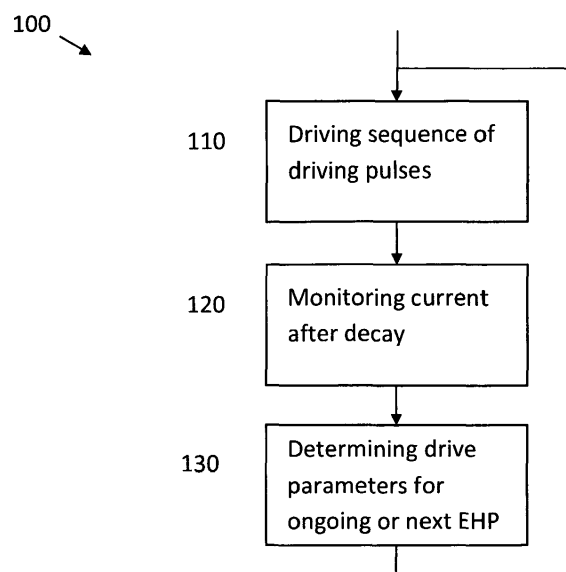 100
110
Driving sequence of
driving pulses
120
Monitoring current
after decay
130
Determining drive
parameters for
ongoing or next EHP